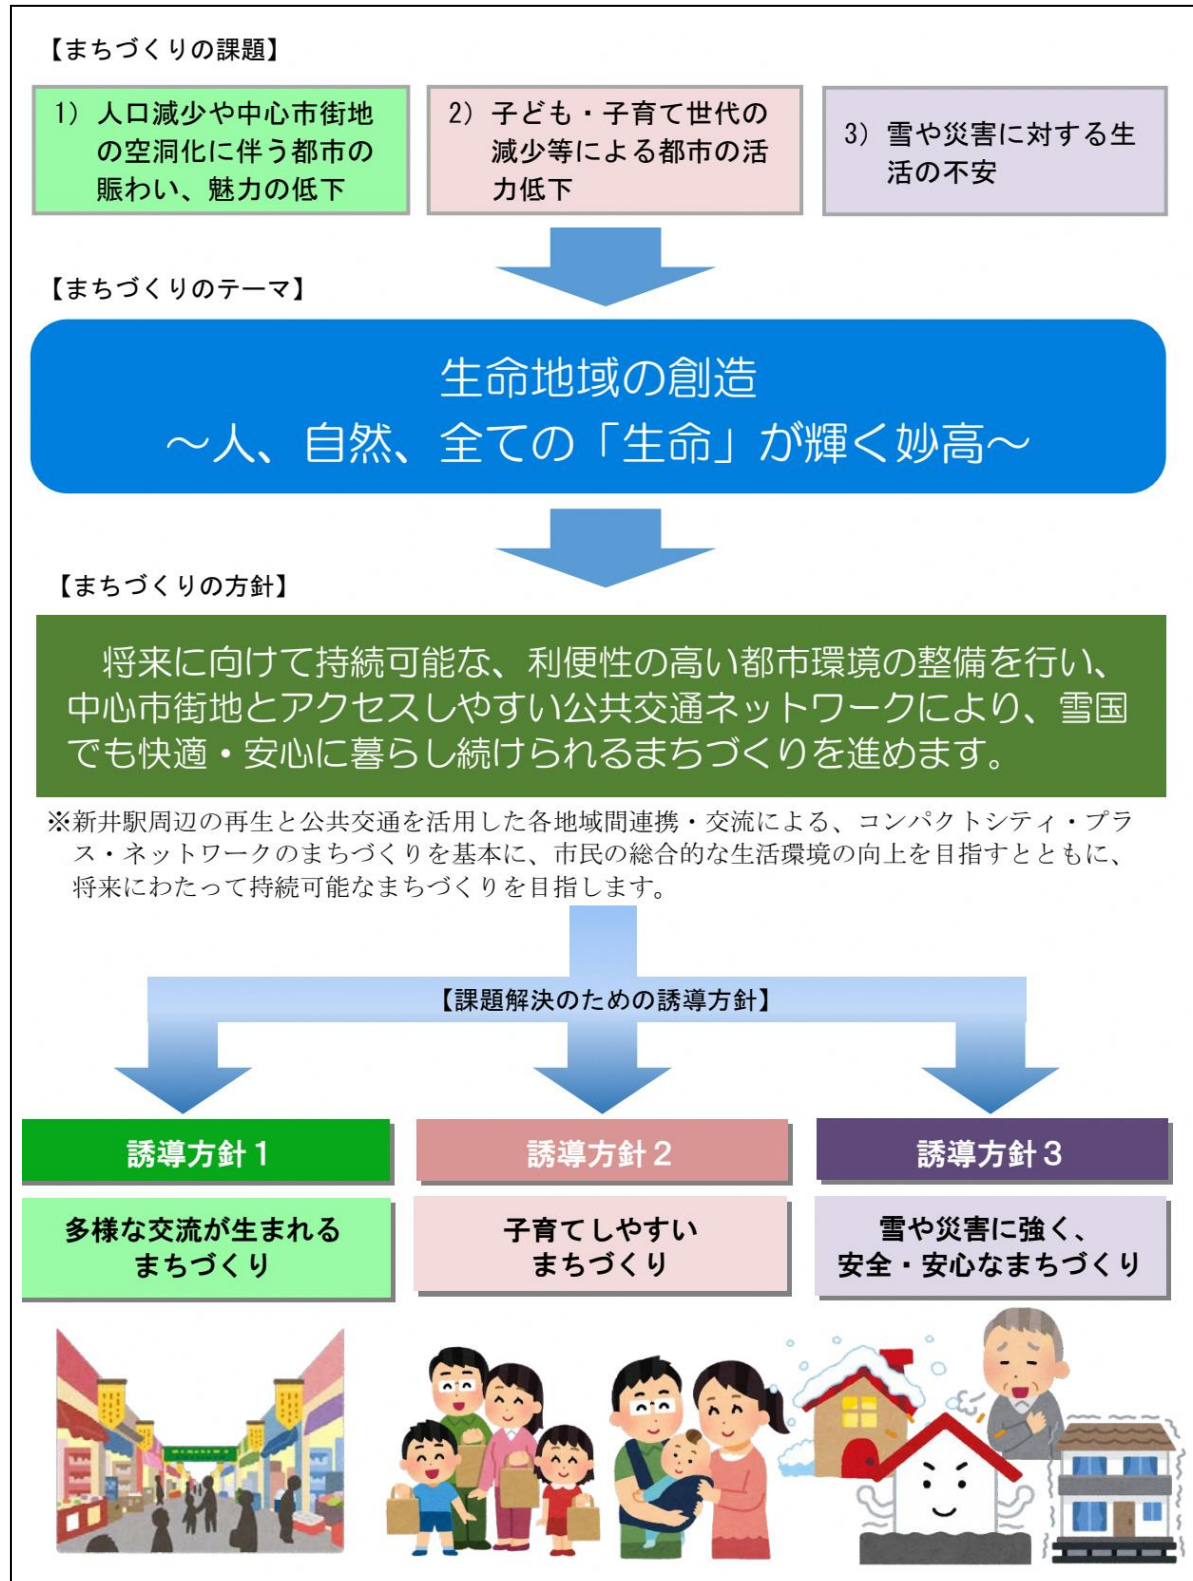 【まちづくりの課題】
1）人口減少や中心市街地
の空洞化に伴う都市の
賑わい、魅力の低下
2）子ども・子育て世代の
減少等による都市の活
力低下
3）雪や災害に対する生
活の不安
【まちづくりのテーマ】
生命地域の創造
～人、自然、全ての「生命」が輝く妙高～
【まちづくりの方針】
将来に向けて持続可能な、利便性の高い都市環境の整備を行い、
中心市街地とアクセスしやすい公共交通ネットワークにより、雪国
でも快適・安心に暮らし続けられるまちづくりを進めます。
※新井駅周辺の再生と公共交通を活用した各地域間連携・交流による、コンパクトシティ・プラ
ス・ネットワークのまちづくりを基本に、市民の総合的な生活環境の向上を目指すとともに、
将来にわたって持続可能なまちづくりを目指します。
【課題解決のための誘導方針】
誘導方針１
多様な交流が生まれる
まちづくり
誘導方針２
子育てしやすい
まちづくり
誘導方針３
雪や災害に強く、
安全・安心なまちづくり